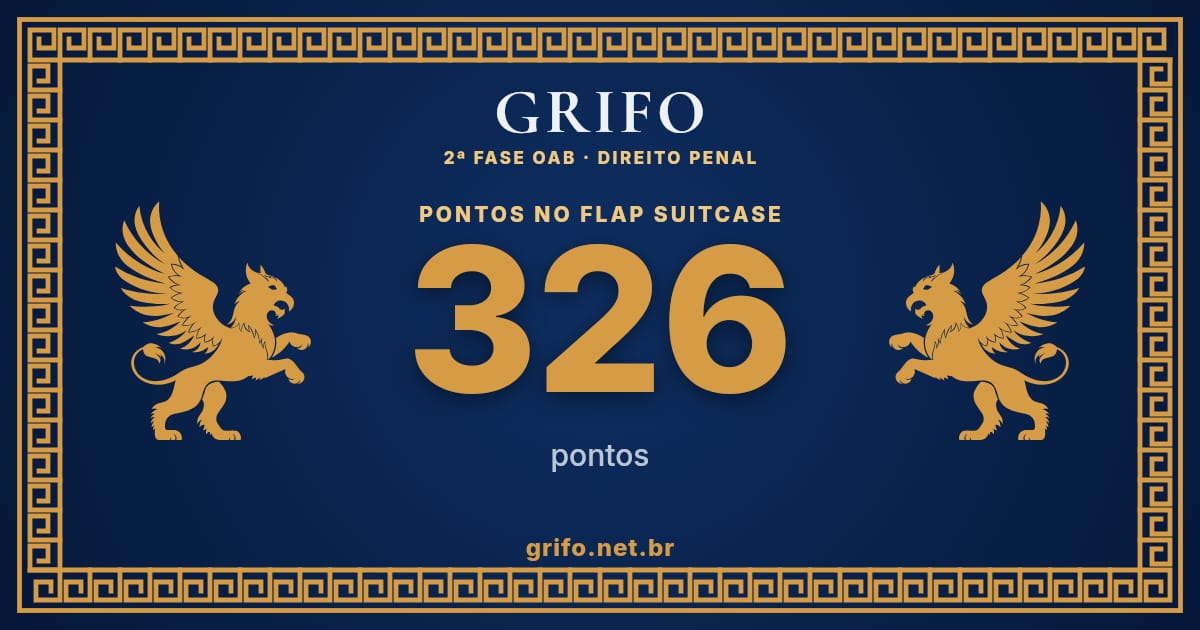 GRIFO
2ª FASE OAB · DIREITO PENAL
PONTOS NO FLAP SUITCASE
326
pontos
grifo.net.br